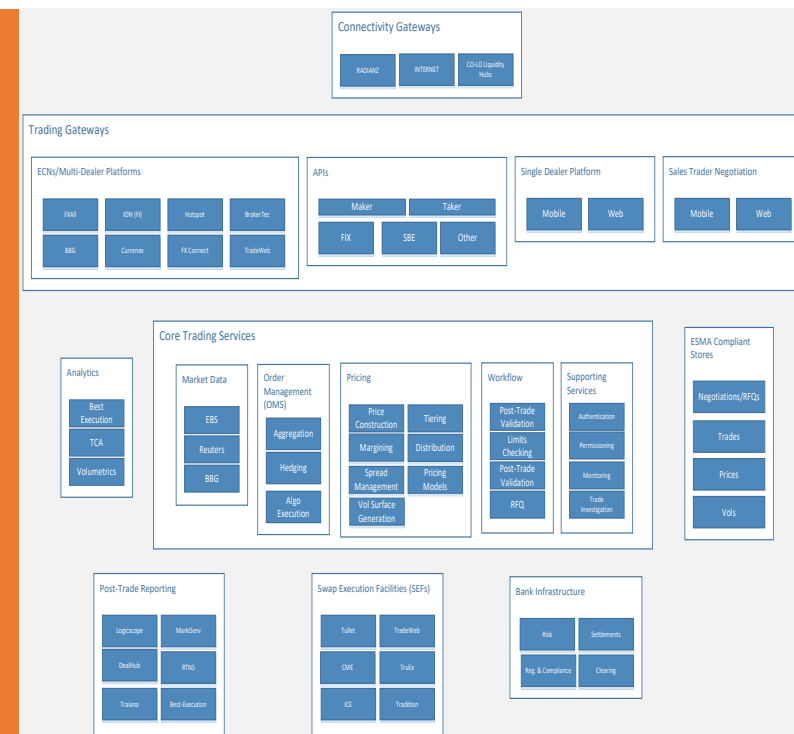 Connectivity Gateways
RADIANZ
INTERNET
CO-LO Liquidity
Hubs
Trading Gateways
ECNs/Multi-Dealer Platforms
FXAll
ION (FI)
Hotspot
BrokerTec
BBG
Currenex
FX Connect
TradeWeb
APIs
Maker
Taker
FIX
SBE
Other
Single Dealer Platform
Mobile
Web
Sales Trader Negotiation
Mobile
Web
Analytics
Best
Execution
TCA
Volumetrics
Core Trading Services
Market Data
EBS
Reuters
BBG
Order
Management
(OMS)
Aggregation
Hedging
Algo
Execution
Pricing
Price
Construction
Tiering
Margining
Distribution
Spread
Management
Pricing
Models
Vol Surface
Generation
Workflow
Post-Trade
Validation
Limits
Checking
Post-Trade
Validation
RFQ
Supporting
Services
Authentication
Permissioning
Monitoring
Trade
Investigation
ESMA Compliant
Stores
Negotiations/RFQs
Trades
Prices
Vols
Post-Trade Reporting
Logicscope
MarkiServ
DealHub
RTNS
Traiana
Best-Execution
Swap Execution Facilities (SEFs)
Tullet
TradeWeb
CME
TruEx
ICE
Tradition
Bank Infrastructure
Risk
Settlements
Reg. & Compliance
Clearing